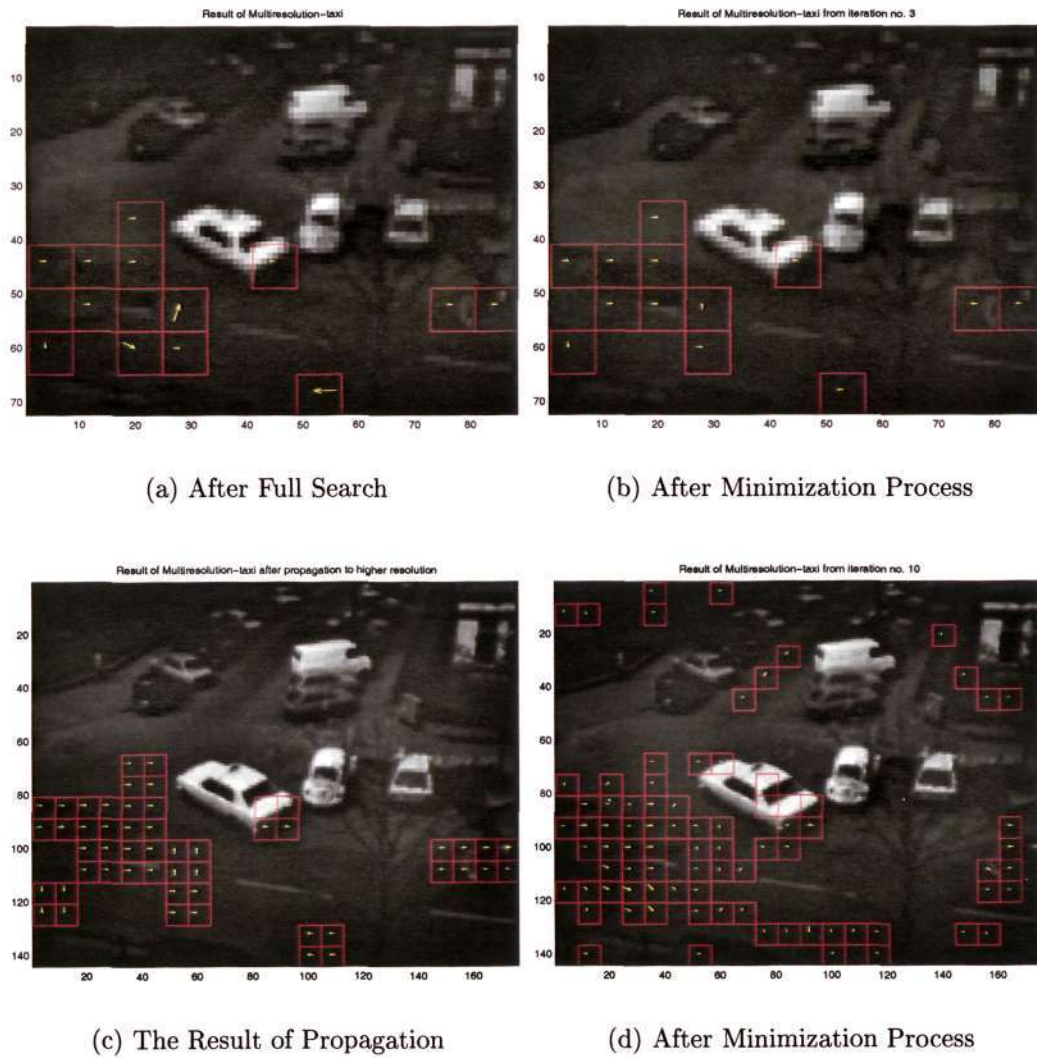 Result of Multiresolution-taxi
10
20
30
40
50
60
70
10 20 30 40 50 60 70 80
(a) After Full Search
Result of Multiresolution-taxi from iteration no. 3
10
20
30
40
50
60
70
10 20 30 40 50 60 70 80
(b) After Minimization Process
Result of Multiresolution-taxi after propagation to higher resolution
20
40
60
80
100
120
140
20 40 60 80 100 120 140 160
(c) The Result of Propagation
Result of Multiresolution-taxi from iteration no. 10
20
40
60
80
100
120
140
20 40 60 80 100 120 140 160
(d) After Minimization Process